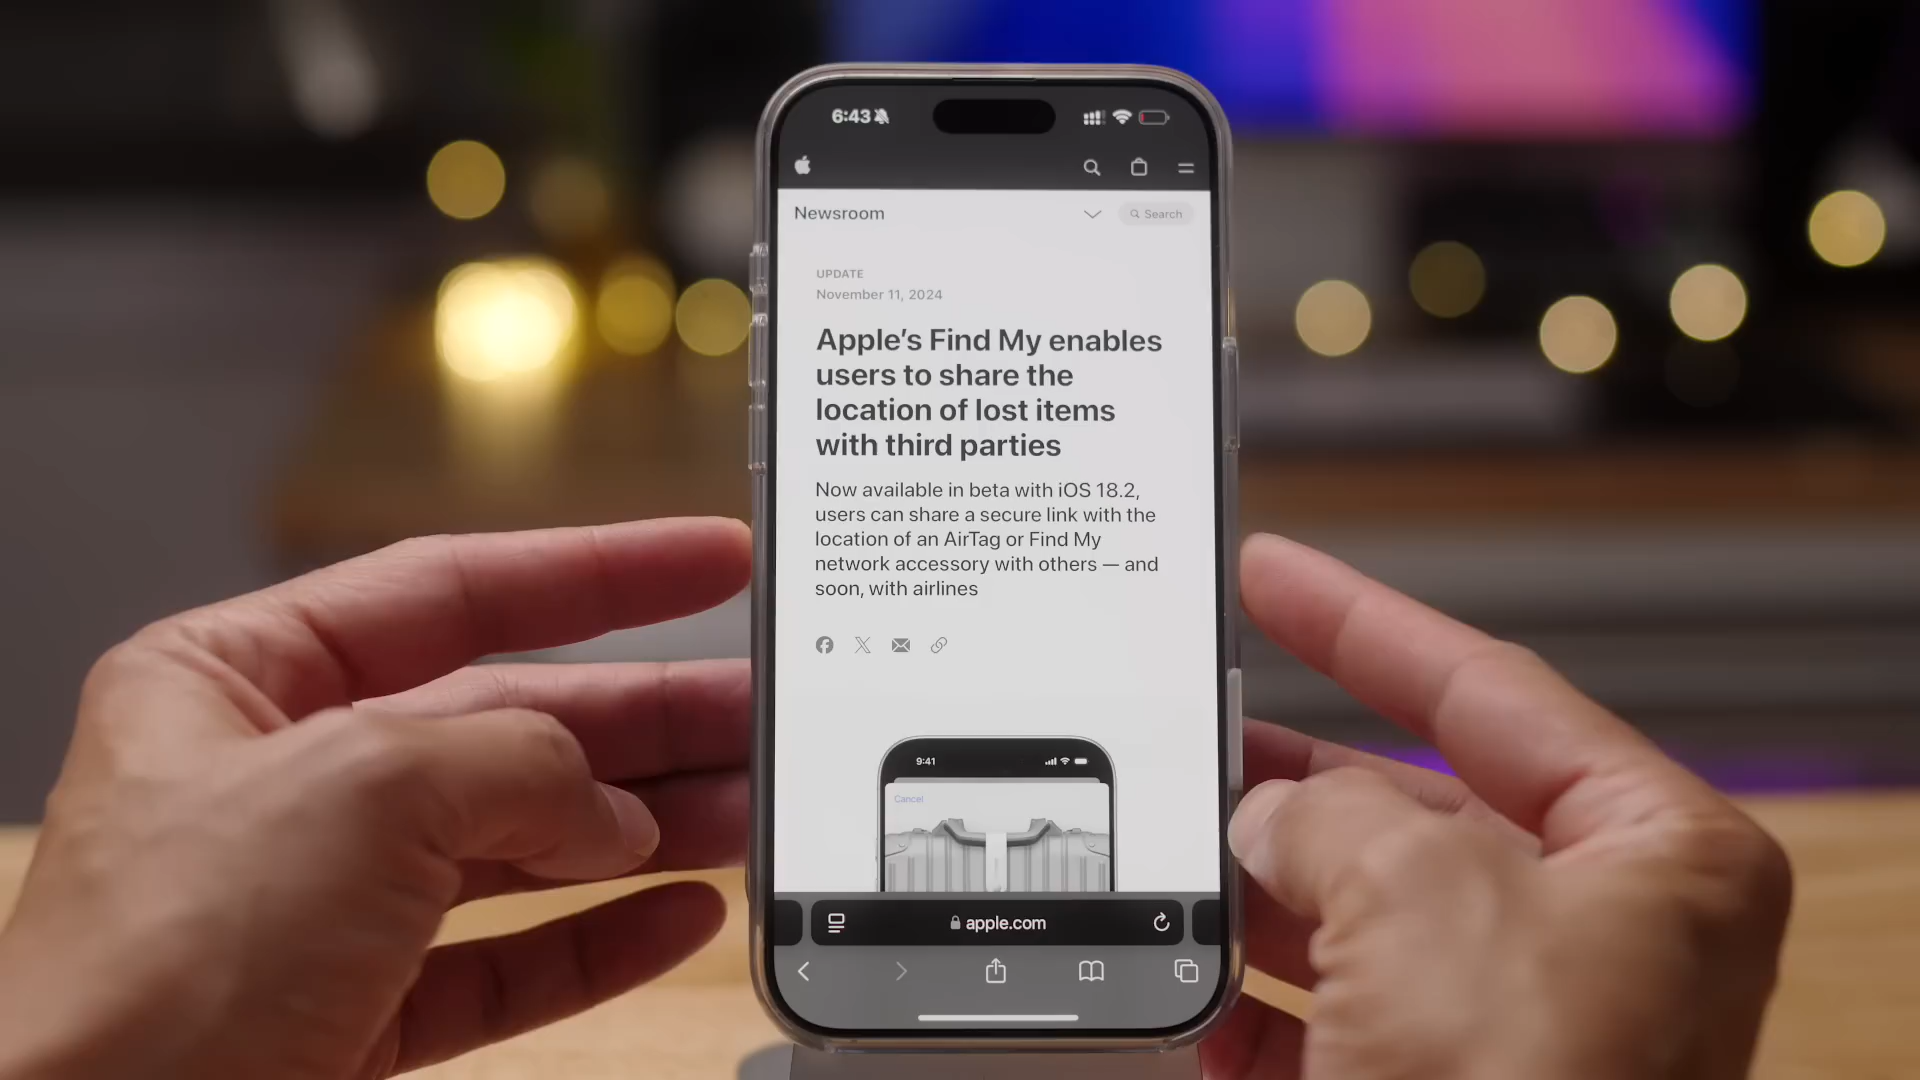 6:43
Newsroom
Search
UPDATE
November 11, 2024
Apple's Find My enables
users to share the
location of lost items
with third parties
Now available in beta with iOS 18.2,
users can share a secure link with the
location of an AirTag or Find My
network accessory with others — and
soon, with airlines
9:41
Cancel
apple.com